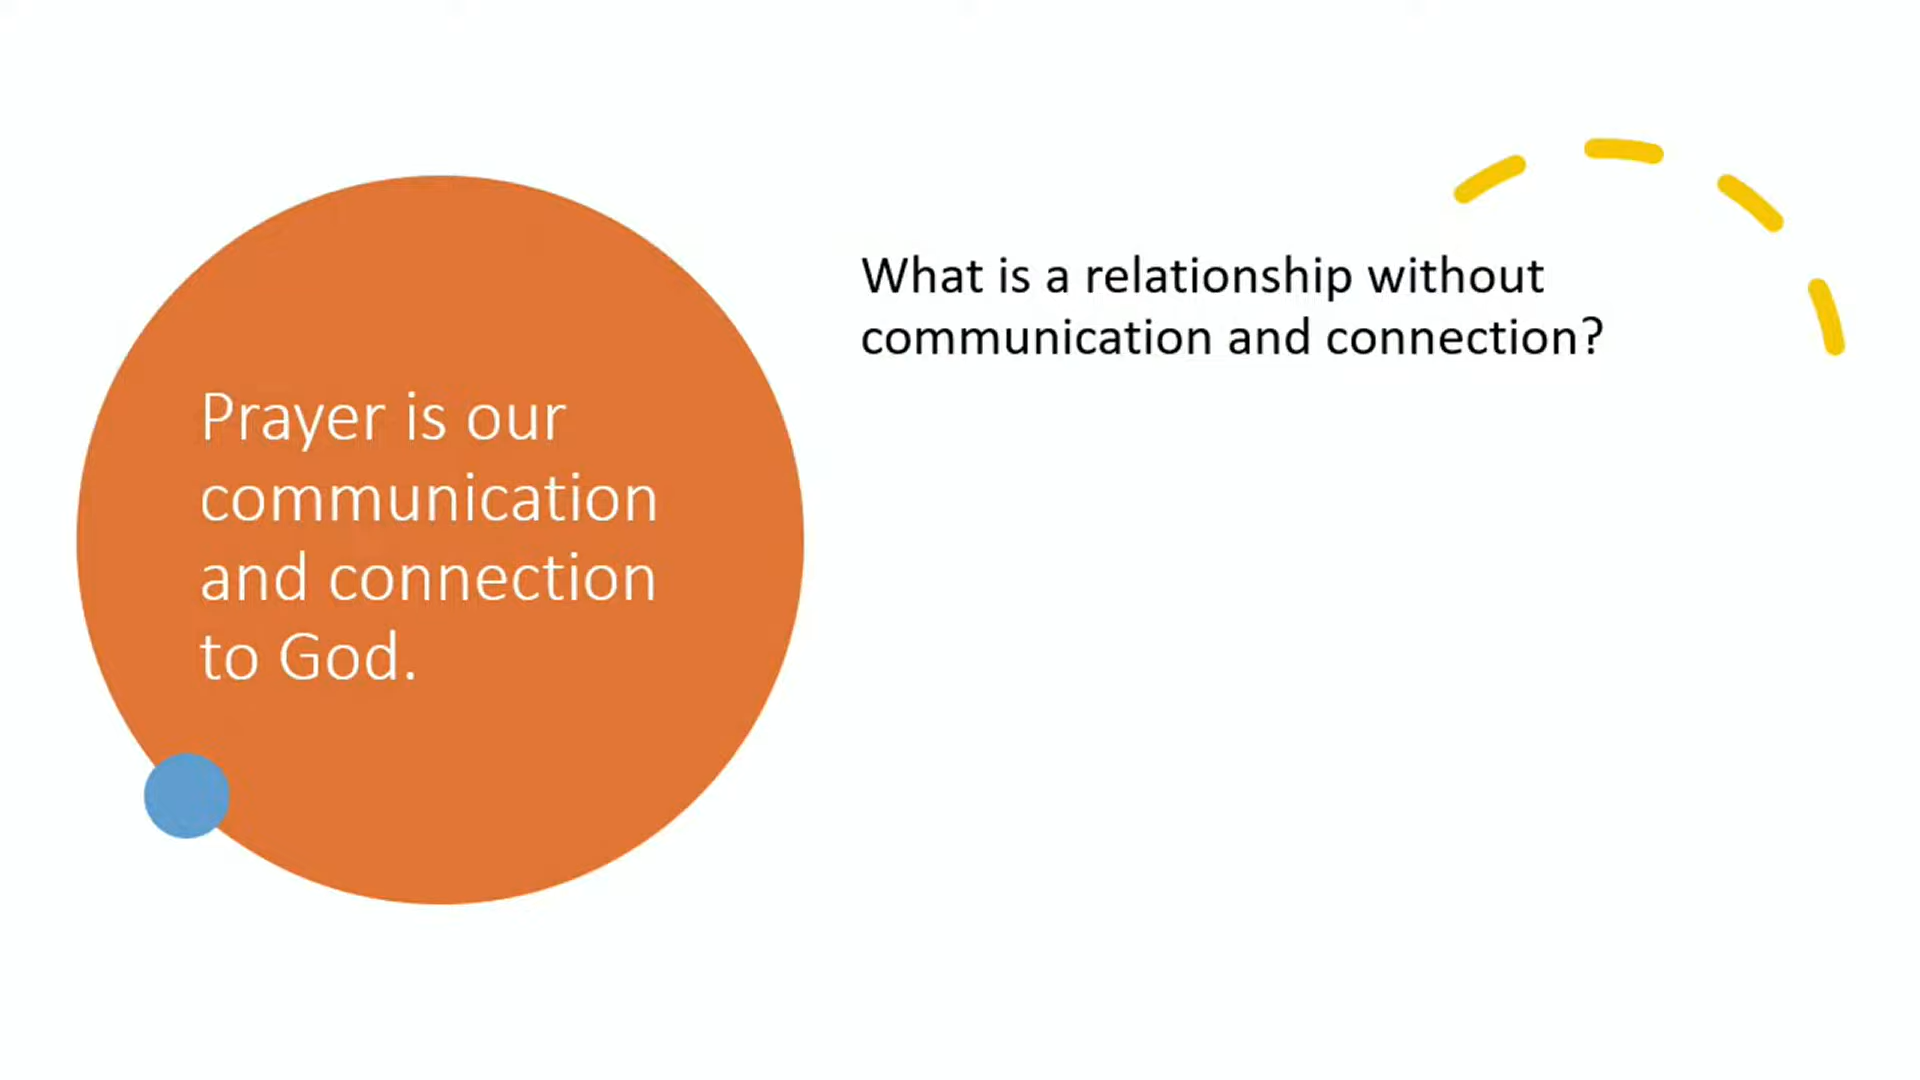 Prayer is our
communication
and connection
to God.
What is a relationship without
communication and connection?